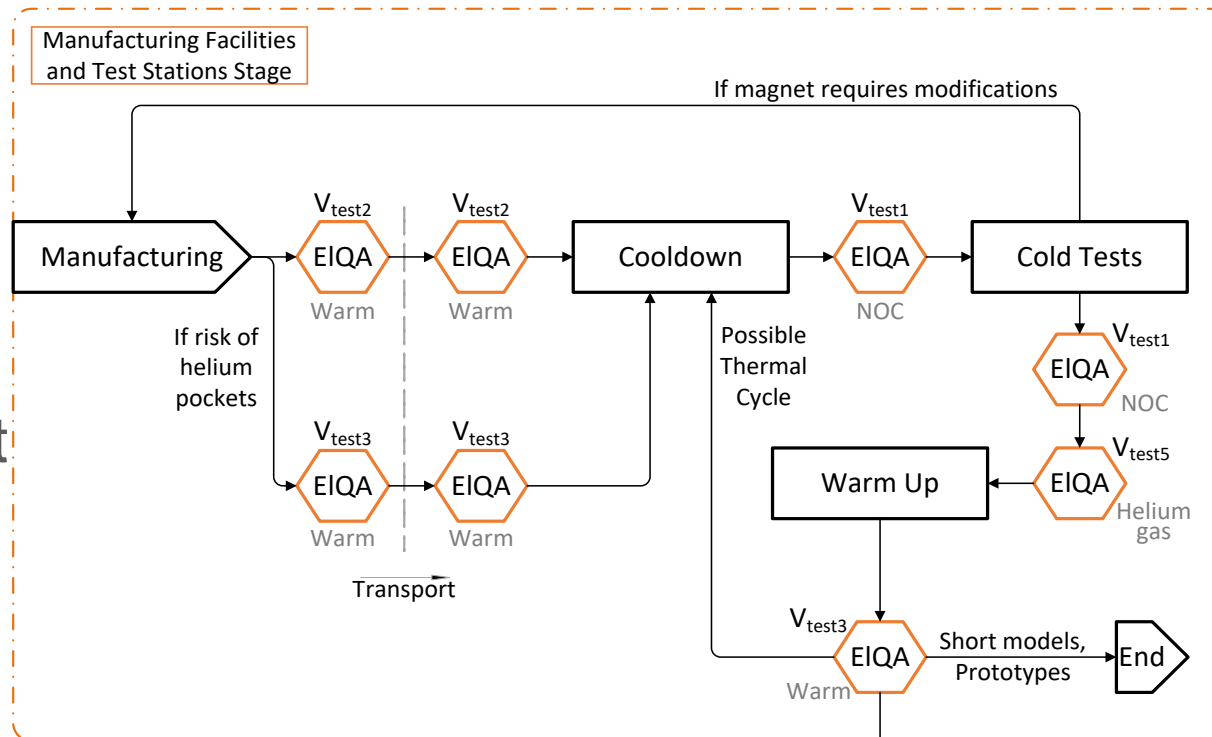 Manufacturing Facilities
and Test Stations Stage
If magnet requires modifications
Vtest2
Vtest2
Vtest1
Manufacturing
ElQA
ElQA
Cooldown
ElQA
Cold Tests
Warm
Warm
NOC
If risk of
helium
pockets
Possible
Thermal
Cycle
Vtest1
ElQA
NOC
t
Vtest3
Vtest3
Vtest5
ElQA
ElQA
Warm Up
ElQA
Warm
Warm
Helium
gas
Transport
Vtest3
ElQA
Warm
Short models,
Prototypes
End